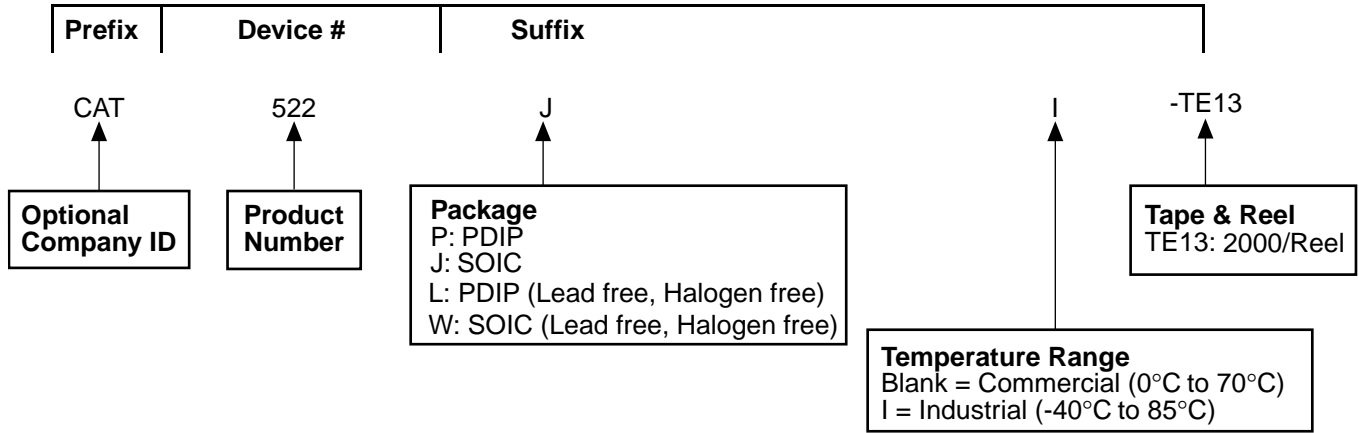 Prefix Device # Suffix
CAT 522 J I -TE13
Optional
Company ID
Product
Number
Package
P: PDIP
J: SOIC
L: PDIP (Lead free, Halogen free)
W: SOIC (Lead free, Halogen free)
Tape & Reel
TE13: 2000/Reel
Temperature Range
Blank = Commercial (0°C to 70°C)
I = Industrial (-40°C to 85°C)